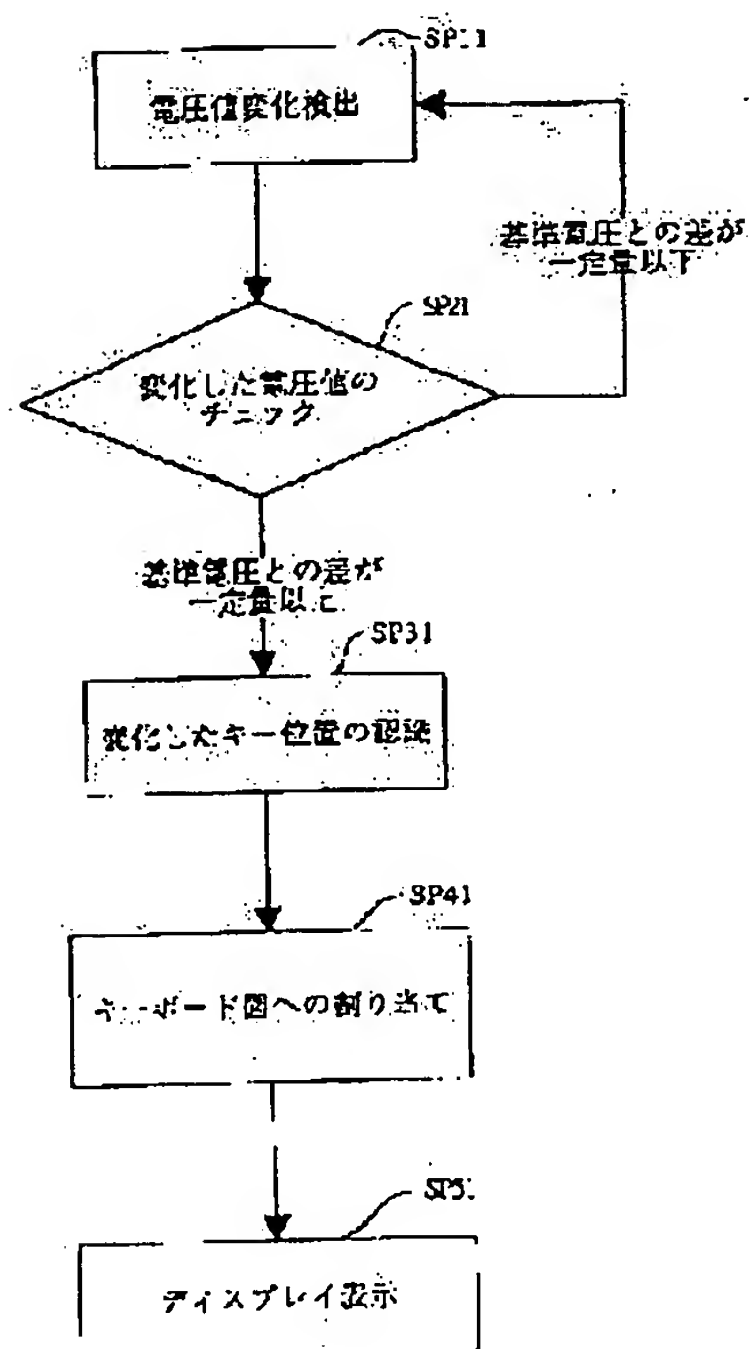 SP11
電圧値変化検出
基準電圧との差が
一定量以下
SP21
変化した電圧値の
チェック
基準電圧との差が
一定量以上
SP31
変化したキー位置の認識
SP41
キーボード図への割り当て
SP51
ディスプレイ表示